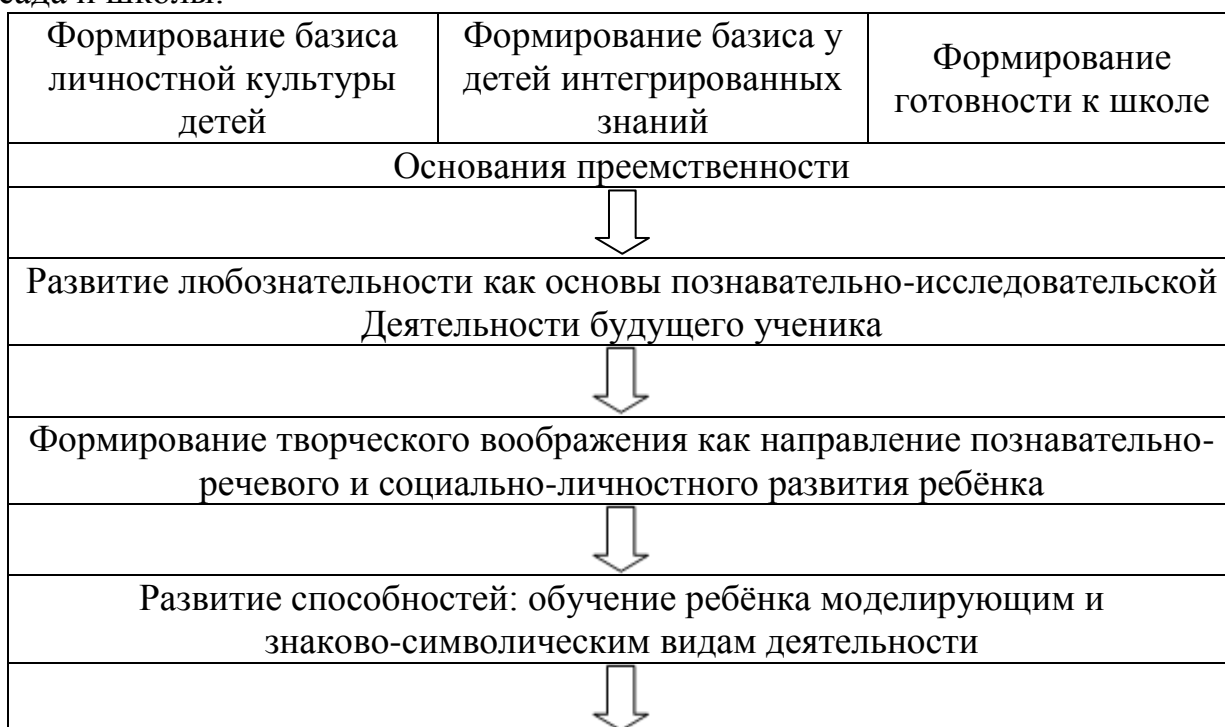 сада и школы.
Формирование базиса
личностной культуры
детей
Формирование базиса у
детей интегрированных
знаний
Формирование
готовности к школе
Основания преемственности
Развитие любознательности как основы познавательно-исследовательской
Деятельности будущего ученика
Формирование творческого воображения как направление познавательно-
речевого и социально-личностного развития ребёнка
Развитие способностей: обучение ребёнка моделирующим и
знаково-символическим видам деятельности